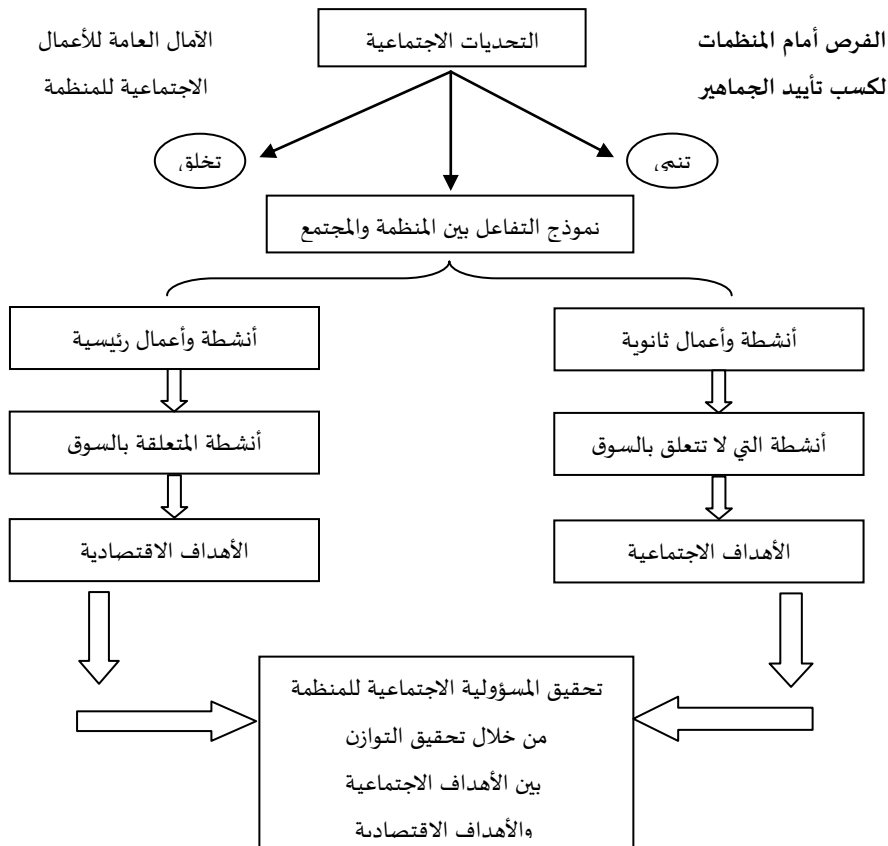 الفرص أمام المنظمات
لكسب تأييد الجماهير
التحديات الاجتماعية
الآمال العامة للأعمال
الاجتماعية للمنظمة
تنمي
تخلق
نموذج التفاعل بين المنظمة والمجتمع
أنشطة وأعمال ثانوية
أنشطة وأعمال رئيسية
أنشطة التي لا تتعلق بالسوق
أنشطة المتعلقة بالسوق
الأهداف الاجتماعية
الأهداف الاقتصادية
تحقيق المسؤولية الاجتماعية للمنظمة
من خلال تحقيق التوازن
بين الأهداف الاجتماعية
والأهداف الاقتصادية